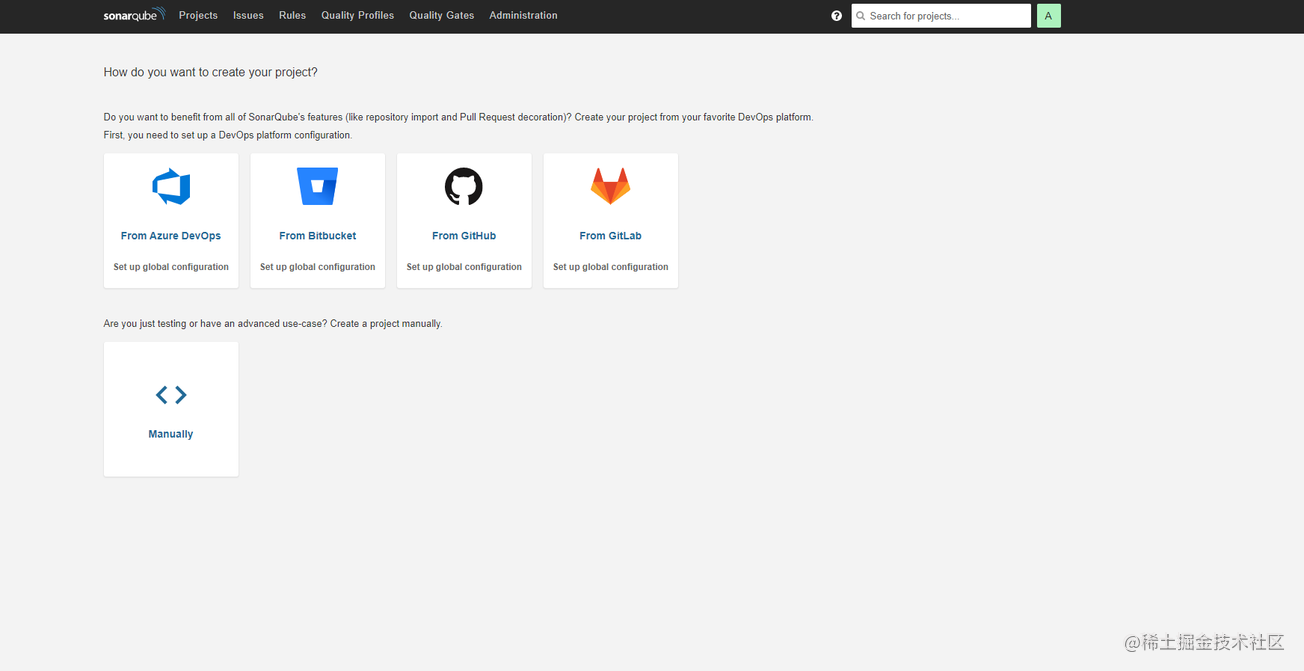 sonarqube Projects Issues Rules Quality Profiles Quality Gates Administration ? Search for projects... A
How do you want to create your project?
Do you want to benefit from all of SonarQube's features (like repository import and Pull Request decoration)? Create your project from your favorite DevOps platform.
First, you need to set up a DevOps platform configuration.
From Azure DevOps From Bitbucket From GitHub From GitLab
Set up global configuration Set up global configuration Set up global configuration Set up global configuration
Are you just testing or have an advanced use-case? Create a project manually.
Manually
@稀土掘金技术社区